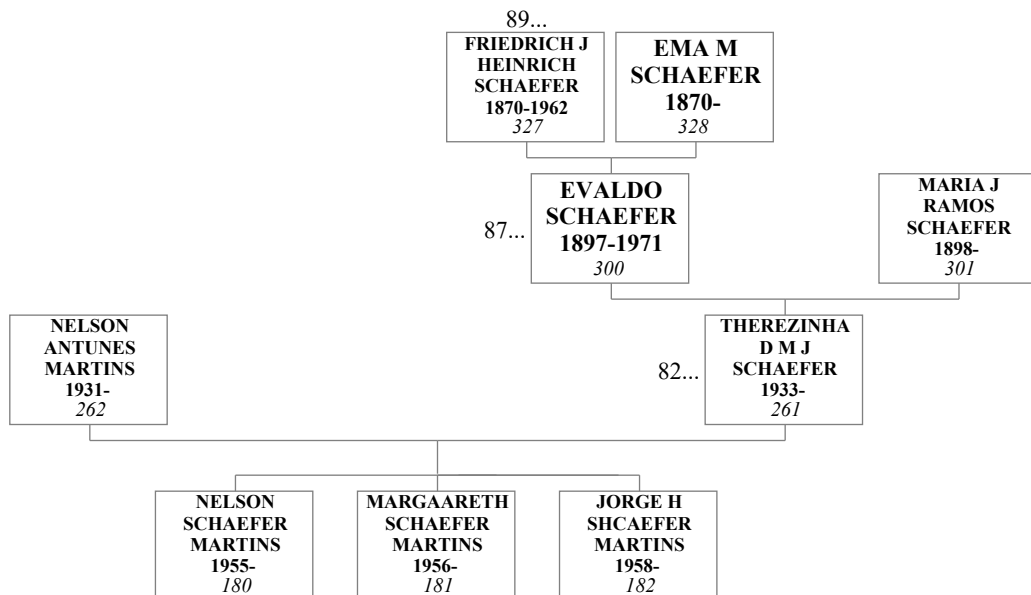 89...
FRIEDRICH J
HEINRICH
SCHAEFER
1870-1962
327
EMA M
SCHAEFER
1870-
328
87...
EVALDO
SCHAEFER
1897-1971
300
MARIA J
RAMOS
SCHAEFER
1898-
301
NELSON
ANTUNES
MARTINS
1931-
262
82...
THEREZINHA
D M J
SCHAEFER
1933-
261
NELSON
SCHAEFER
MARTINS
1955-
180
MARGAARETH
SCHAEFER
MARTINS
1956-
181
JORGE H
SHCAEFER
MARTINS
1958-
182